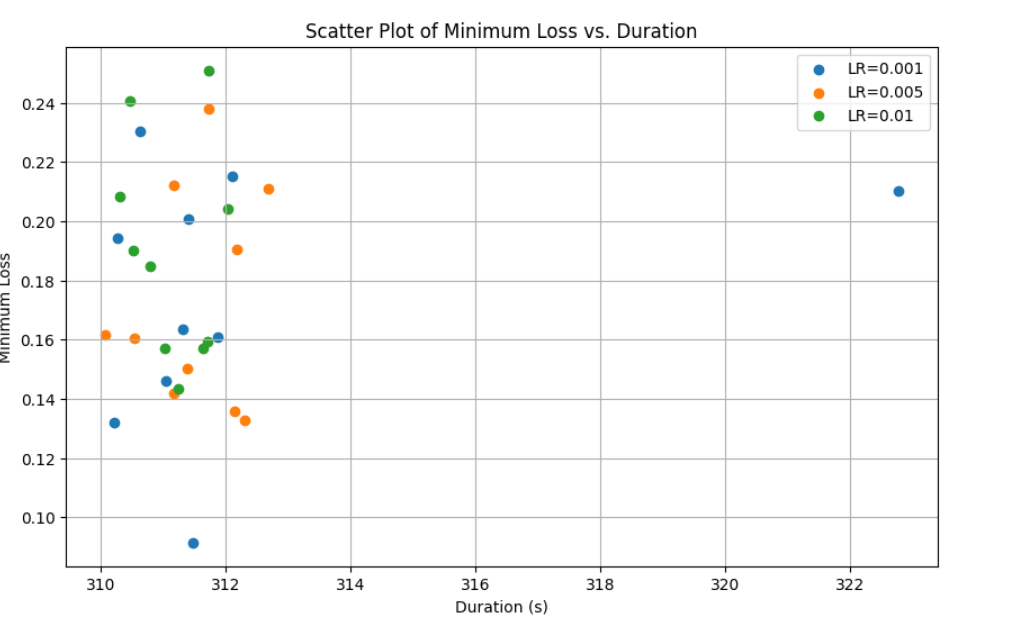 Scatter Plot of Minimum Loss vs. Duration
LR=0.001
LR=0.005
LR=0.01
Minimum Loss
0.24
0.22
0.20
0.18
0.16
0.14
0.12
0.10
310 312 314 316 318 320 322
Duration (s)